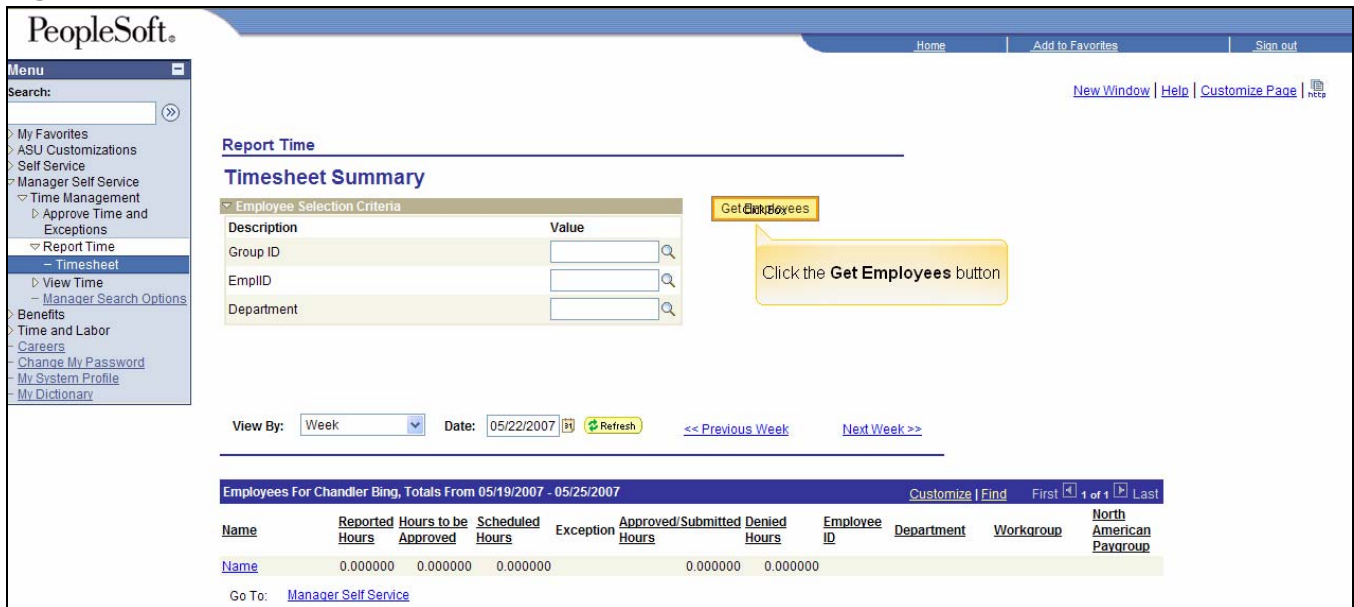 PeopleSoft®
Home
Add to Favorites
Sign out
Menu
Search:
My Favorites
ASU Customizations
Self Service
Manager Self Service
Time Management
Approve Time and
Exceptions
Report Time
– Timesheet
View Time
– Manager Search Options
Benefits
Time and Labor
– Careers
– Change My Password
– My System Profile
– My Dictionary
New Window | Help | Customize Page | http
Report Time
Timesheet Summary
Employee Selection Criteria
Description Value
Group ID
EmplID
Department
Get Employees
Click the Get Employees button
View By: Week Date: 05/22/2007 31 Refresh << Previous Week Next Week >>
Employees For Chandler Bing, Totals From 05/19/2007 - 05/25/2007 Customize | Find First 1 of 1 Last
Name Reported Hours Hours to be Approved Scheduled Hours Exception Approved/Submitted Hours Denied Hours Employee ID Department Workgroup North American Paygroup
Name 0.000000 0.000000 0.000000 0.000000 0.000000
Go To: Manager Self Service